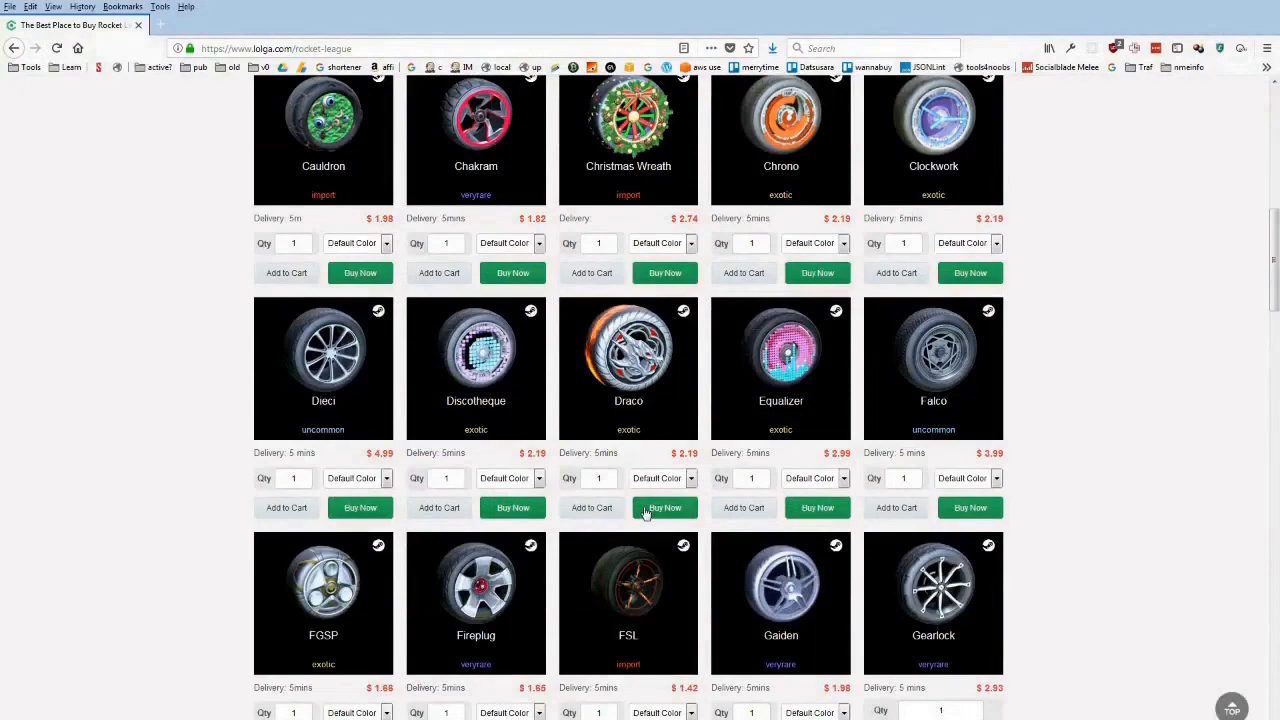 File Edit View History Bookmarks Tools Help
The Best Place to Buy Rocket L
https://www.lolga.com/rocket-league
Search
Tools Learn active? pub old v0 shortener affi c IM local up aws use merrytime Datsusara wannabuy JSONLint tools4noobs Socialblade Melee Traf nmeinfo
Cauldron Chakram Christmas Wreath Chrono Clockwork
import veryrare import exotic exotic
Delivery: 5m $ 1.98 Delivery: 5mins $ 1.82 Delivery: $ 2.74 Delivery: 5mins $ 2.19 Delivery: 5mins $ 2.19
Qty 1 Default Color Qty 1 Default Color Qty 1 Default Color Qty 1 Default Color Qty 1 Default Color
Add to Cart Buy Now Add to Cart Buy Now Add to Cart Buy Now Add to Cart Buy Now Add to Cart Buy Now
Dieci Discotheque Draco Equalizer Falco
uncommon exotic exotic exotic uncommon
Delivery: 5 mins $ 4.99 Delivery: 5mins $ 2.19 Delivery: 5mins $ 2.19 Delivery: 5mins $ 2.99 Delivery: 5 mins $ 3.99
Qty 1 Default Color Qty 1 Default Color Qty 1 Default Color Qty 1 Default Color Qty 1 Default Color
Add to Cart Buy Now Add to Cart Buy Now Add to Cart Buy Now Add to Cart Buy Now Add to Cart Buy Now
FGSP Fireplug FSL Gaiden Gearlock
exotic veryrare import veryrare veryrare
Delivery: 5mins $ 1.66 Delivery: 5mins $ 1.65 Delivery: 5mins $ 1.42 Delivery: 5mins $ 1.98 Delivery: 5mins $ 2.93
Qty 1 Default Color Qty 1 Default Color Qty 1 Default Color Qty 1 Default Color Qty 1
TOP